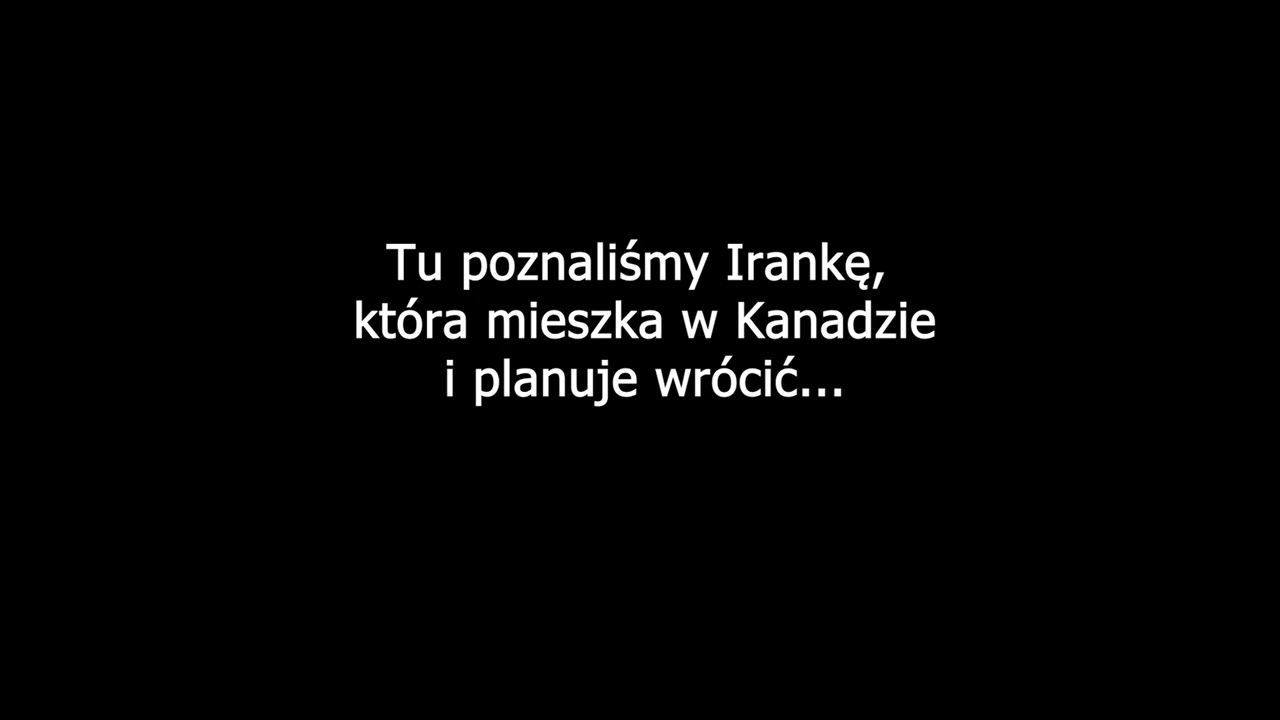 Tu poznaliśmy Irankę,
która mieszka w Kanadzie
i planuje wrócić...